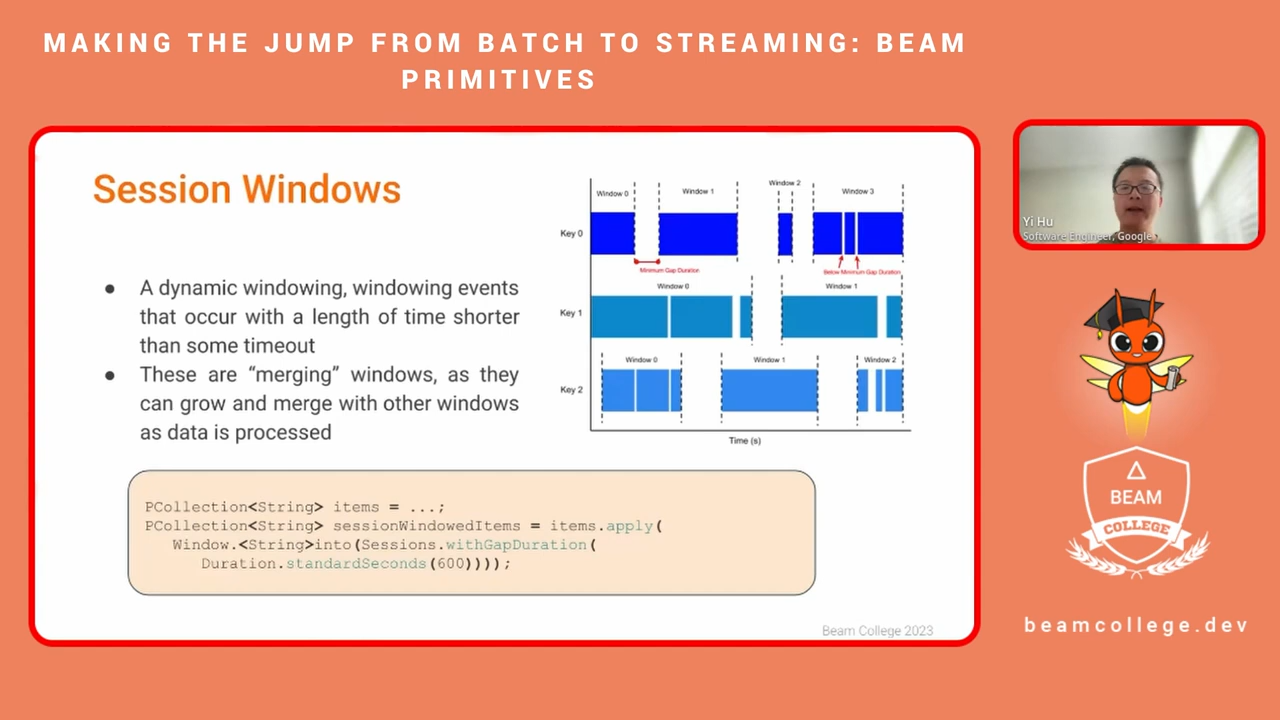 MAKING THE JUMP FROM BATCH TO STREAMING: BEAM
PRIMITIVES
Session Windows
● A dynamic windowing, windowing events
that occur with a length of time shorter
than some timeout
● These are “merging” windows, as they
can grow and merge with other windows
as data is processed
Window 0
Window 1
Window 2
Window 3
Key 0
Minimum Gap Duration
Below Minimum Gap Duration
Window 0
Window 1
Key 1
Window 0
Window 1
Window 2
Key 2
Time (s)
PCollection<String> items = ...;
PCollection<String> sessionWindowedItems = items.apply(
Window.<String>into(Sessions.withGapDuration(
Duration.standardSeconds(600))));
Beam College 2023
Yi Hu
Software Engineer, Google
BEAM
COLLEGE
beamcollege.dev